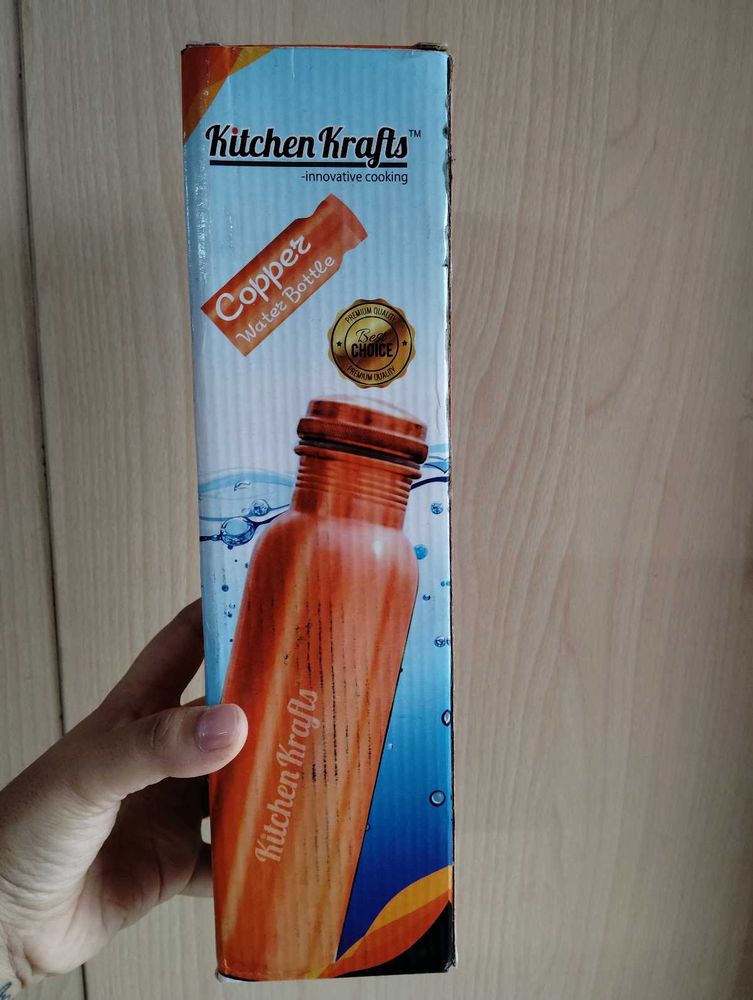 Kitchen Krafts™
-innovative cooking
Copper
Water Bottle
PREMIUM QUALITY
Best
CHOICE
PREMIUM QUALITY
Kitchen Krafts